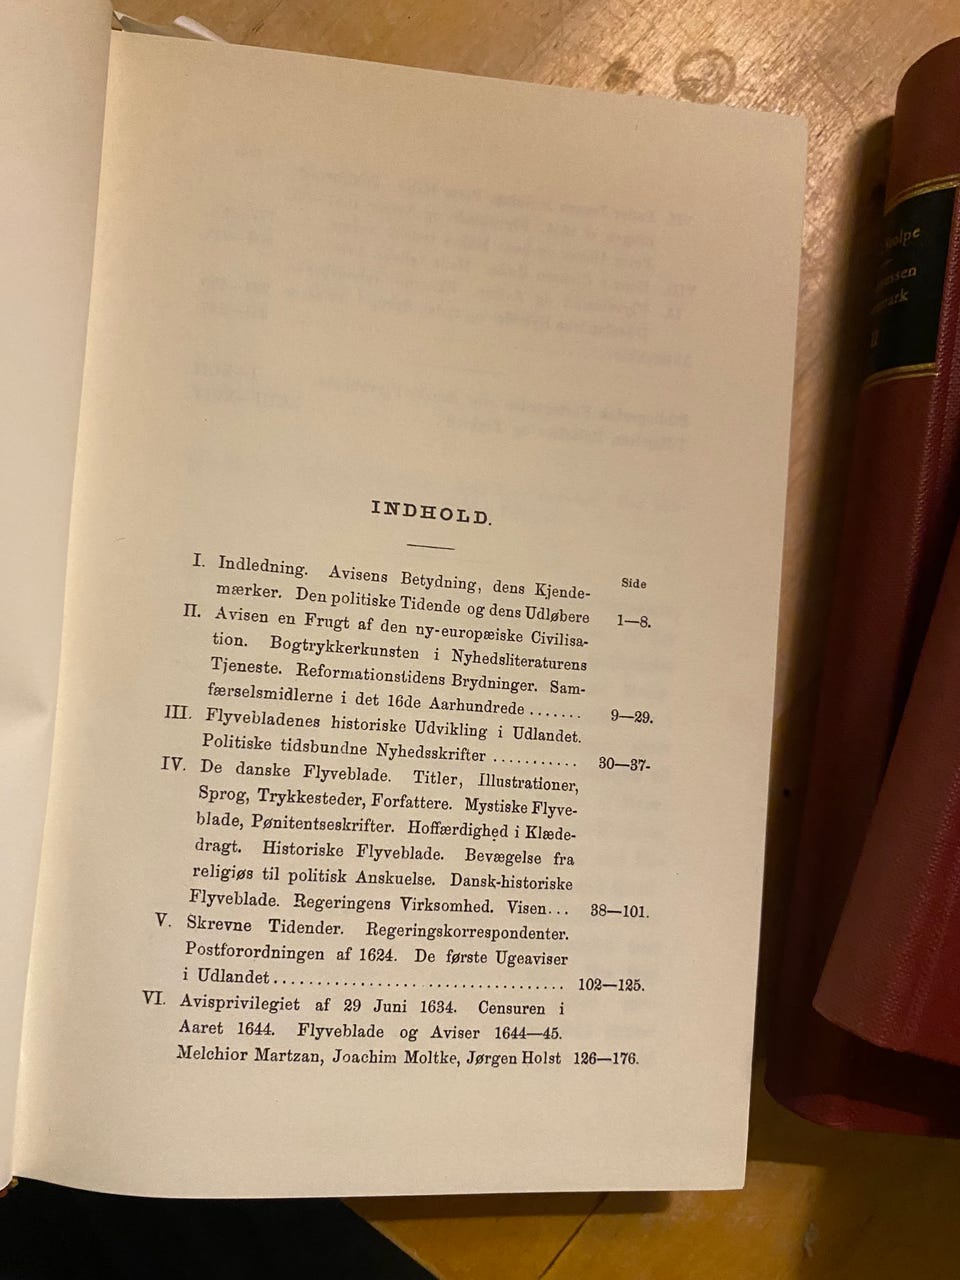 INDHOLD.
Side
I. Indledning. Avisens Betydning, dens Kjende-
mærker. Den politiske Tidende og dens Udløbere 1—8.
II. Avisen en Frugt af den ny-europæiske Civilisa-
tion. Bogtrykkerkunsten i Nyhedsliteraturens
Tjeneste. Reformationstidens Brydninger. Sam-
færselsmidlerne i det 16de Aarhundrede ....... 9—29.
III. Flyvebladenes historiske Udvikling i Udlandet.
Politiske tidsbundne Nyhedsskrifter ........... 30—37-
IV. De danske Flyveblade. Titler, Illustrationer,
Sprog, Trykkesteder, Forfattere. Mystiske Flyve-
blade, Pønitentseskrifter. Hoffærdighed i Klæde-
dragt. Historiske Flyveblade. Bevægelse fra
religiøs til politisk Anskuelse. Dansk-historiske
Flyveblade. Regeringens Virksomhed. Visen... 38—101.
V. Skrevne Tidender. Regeringskorrespondenter.
Postforordningen af 1624. De første Ugeaviser
i Udlandet.................................. 102—125.
VI. Avisprivilegiet af 29 Juni 1634. Censuren i
Aaret 1644. Flyveblade og Aviser 1644—45.
Melchior Martzan, Joachim Moltke, Jørgen Holst 126—176.